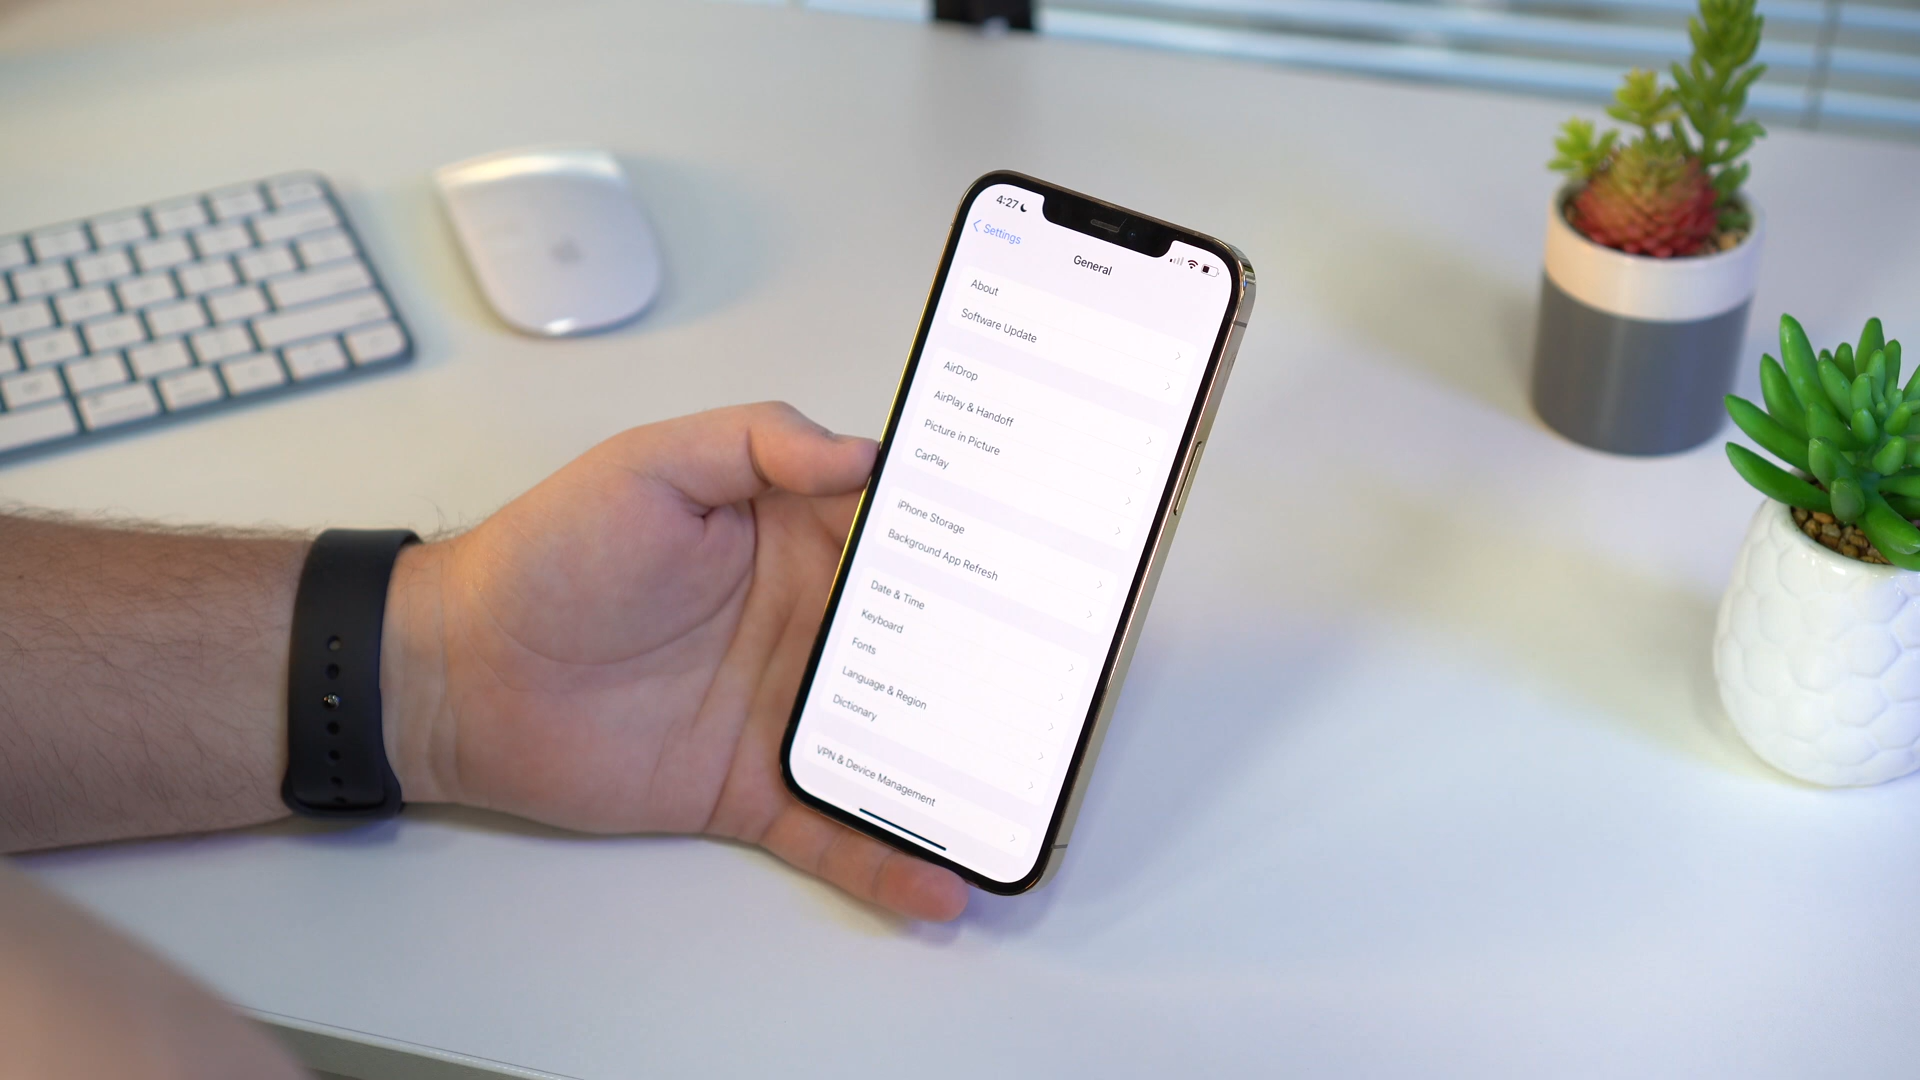 4:27
Settings
General
About
Software Update
AirDrop
AirPlay & Handoff
Picture in Picture
CarPlay
iPhone Storage
Background App Refresh
Date & Time
Keyboard
Fonts
Language & Region
Dictionary
VPN & Device Management